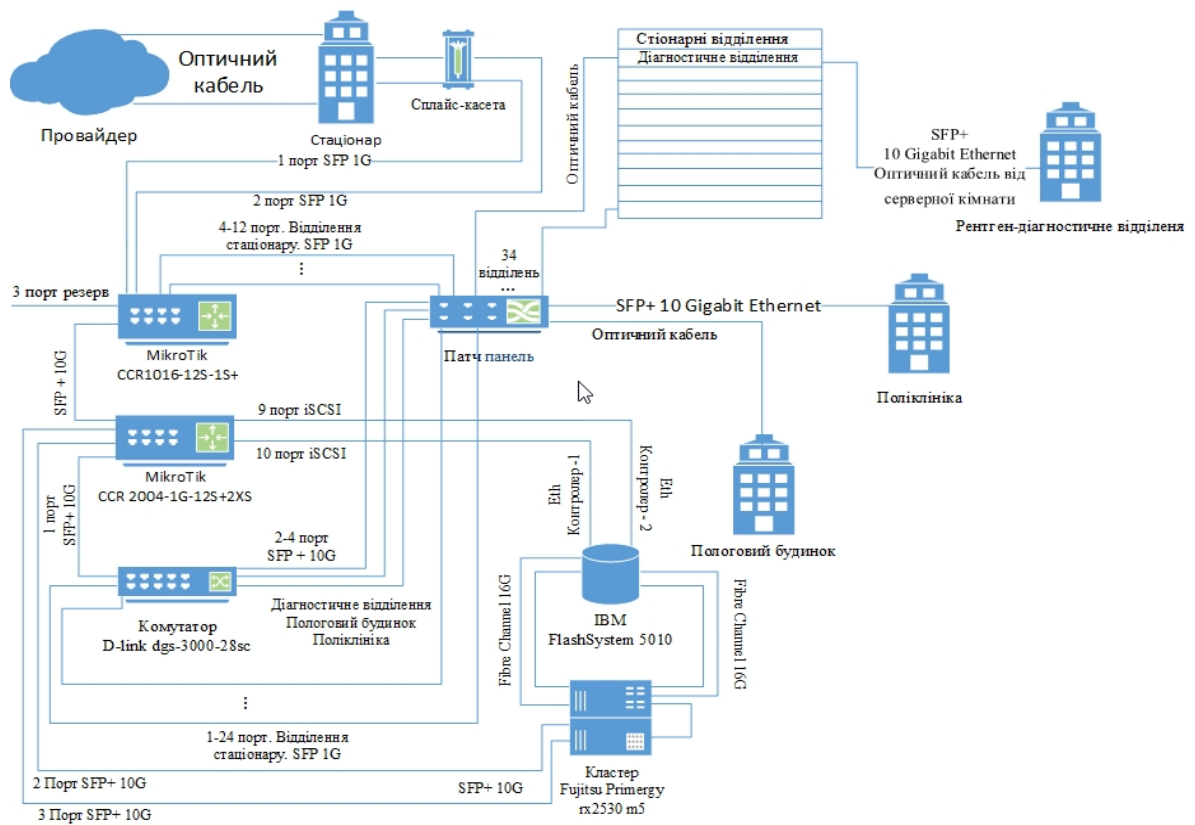 Оптичний
кабель
Провайдер
Стаціонар
Сплайс-касета
1 порт SFP 1G
2 порт SFP 1G
4-12 порт. Відділення
стаціонару. SFP 1G
⋮
3 порт резерв
MikroTik
CCR1016-12S-1S+
SFP + 10G
Стіонарні відділення
Діагностичне відділення
Оптичний кабель
SFP+
10 Gigabit Ethernet
Оптичний кабель від
серверної кімнати
Рентген-діагностичне відділеня
34
відділень
...
Патч панель
SFP+ 10 Gigabit Ethernet
Оптичний кабель
Поліклініка
Пологовий будинок
9 порт iSCSI
10 порт iSCSI
MikroTik
CCR 2004-1G-12S+2XS
1 порт
SFP+ 10G
Eth
Контролер-1
Eth
Контролер - 2
2-4 порт
SFP + 10G
Діагностичне відділення
Пологовий будинок
Поліклініка
Комутатор
D-link dgs-3000-28sc
IBM
FlashSystem 5010
Fibre Channel 16G
Fibre Channel 16G
⋮
1-24 порт. Відділення
стаціонару. SFP 1G
2 Порт SFP+ 10G
SFP+ 10G
3 Порт SFP+ 10G
Кластер
Fujitsu Primergy
rx2530 m5